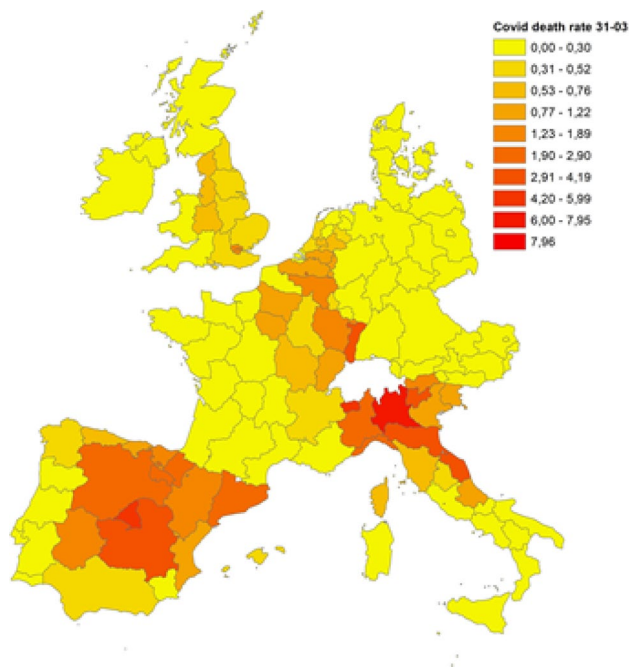 Covid death rate 31-03
0,00 - 0,30
0,31 - 0,52
0,53 - 0,76
0,77 - 1,22
1,23 - 1,89
1,90 - 2,90
2,91 - 4,19
4,20 - 5,99
6,00 - 7,95
7,96